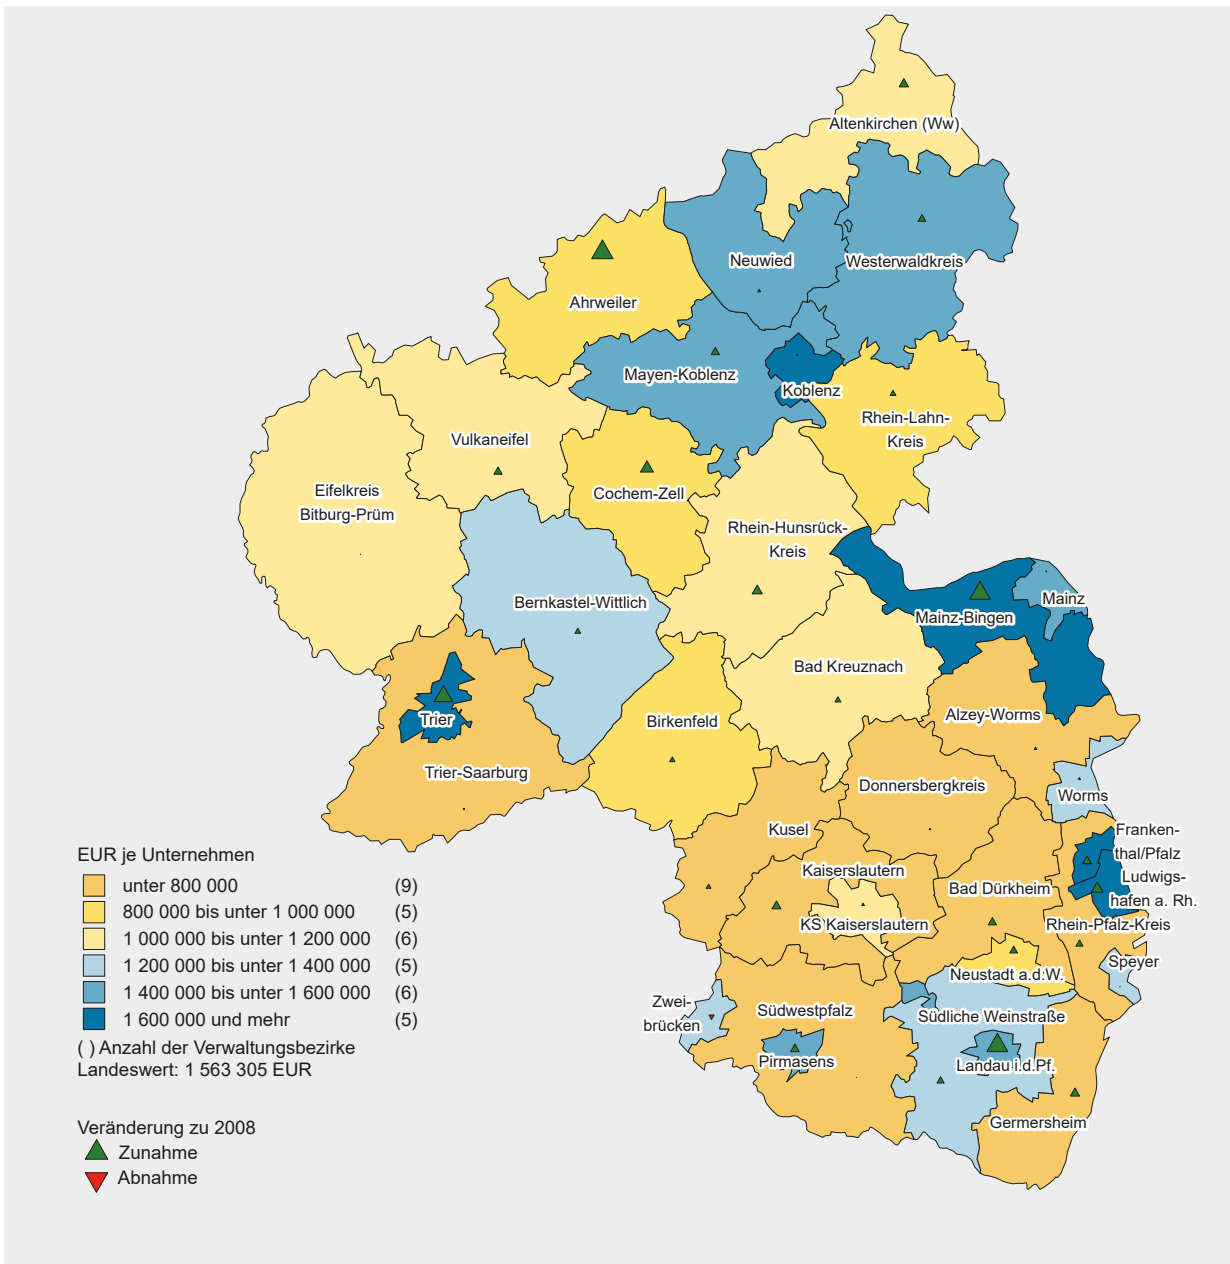 Altenkirchen (Ww)
Neuwied
Westerwaldkreis
Ahrweiler
Mayen-Koblenz
Koblenz
Rhein-Lahn-
Kreis
Vulkaneifel
Cochem-Zell
Eifelkreis
Bitburg-Prüm
Rhein-Hunsrück-
Kreis
Bernkastel-Wittlich
Mainz
Mainz-Bingen
Bad Kreuznach
Trier
Birkenfeld
Alzey-Worms
Trier-Saarburg
Donnersbergkreis
Worms
Kusel
Franken-
thal/Pfalz
Ludwigs-
hafen a. Rh.
Kaiserslautern
Bad Dürkheim
KS Kaiserslautern
Rhein-Pfalz-Kreis
Speyer
Neustadt a.d.W.
Zwei-
brücken
Südwestpfalz
Südliche Weinstraße
Pirmasens
Landau i.d.Pf.
Germersheim
EUR je Unternehmen
unter 800 000 (9)
800 000 bis unter 1 000 000 (5)
1 000 000 bis unter 1 200 000 (6)
1 200 000 bis unter 1 400 000 (5)
1 400 000 bis unter 1 600 000 (6)
1 600 000 und mehr (5)
( ) Anzahl der Verwaltungsbezirke
Landeswert: 1 563 305 EUR
Veränderung zu 2008
Zunahme
Abnahme